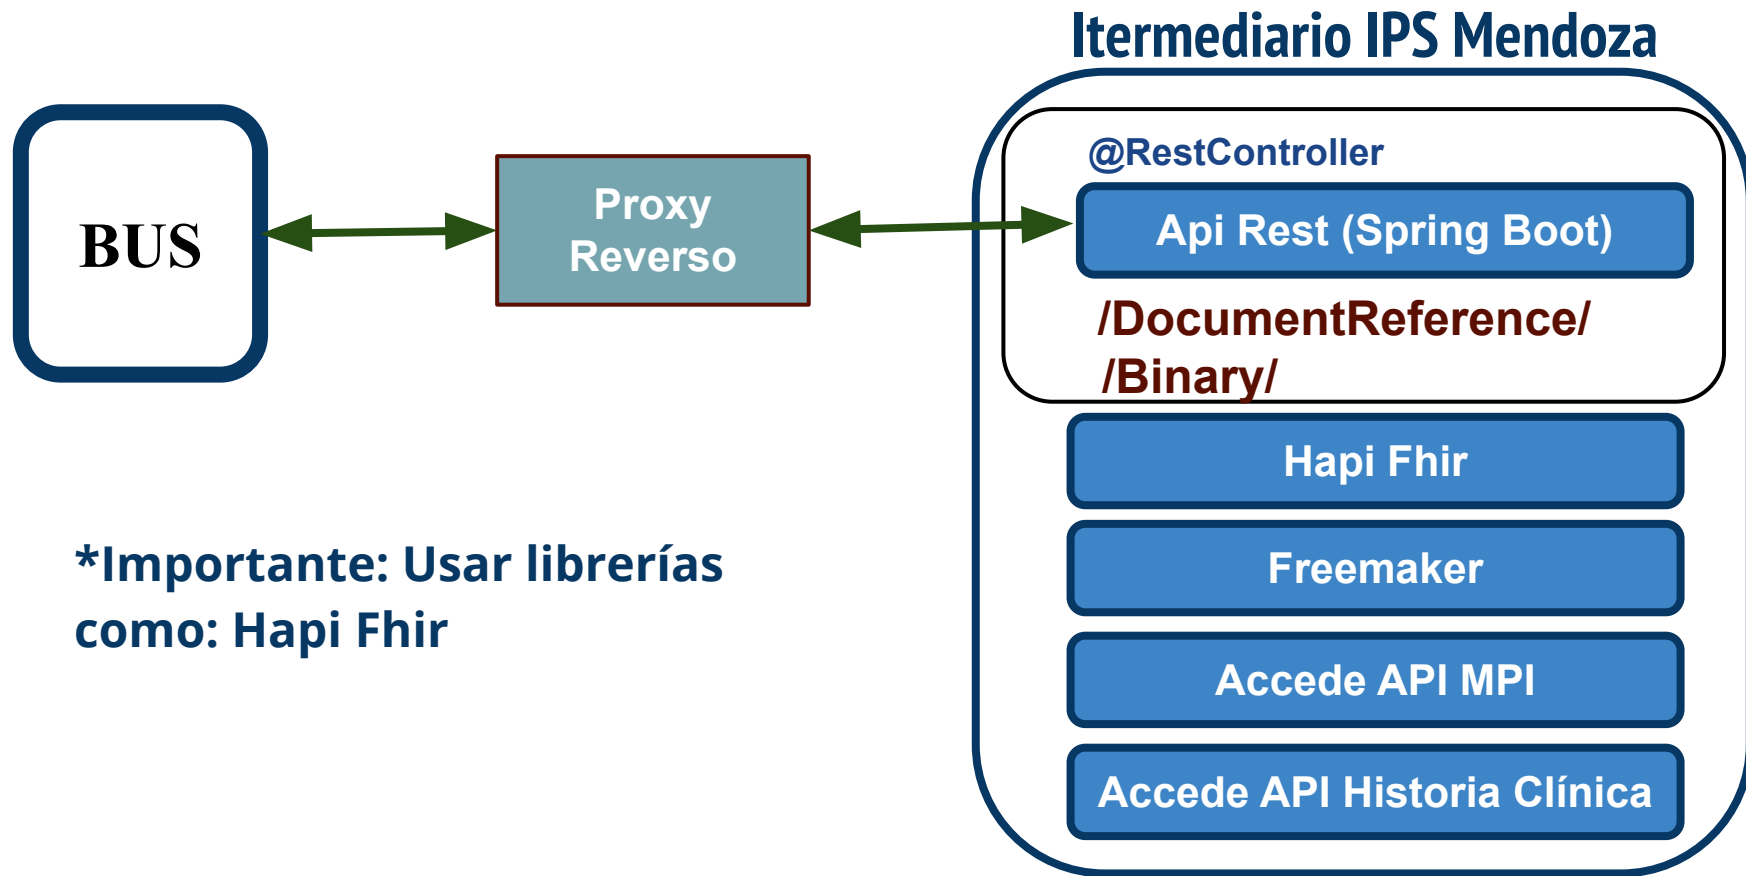 Itermediario IPS Mendoza
@RestController
BUS
Proxy
Reverso
Api Rest (Spring Boot)
/DocumentReference/
/Binary/
Hapi Fhir
Freemaker
Accede API MPI
Accede API Historia Clínica
*Importante: Usar librerías
como: Hapi Fhir